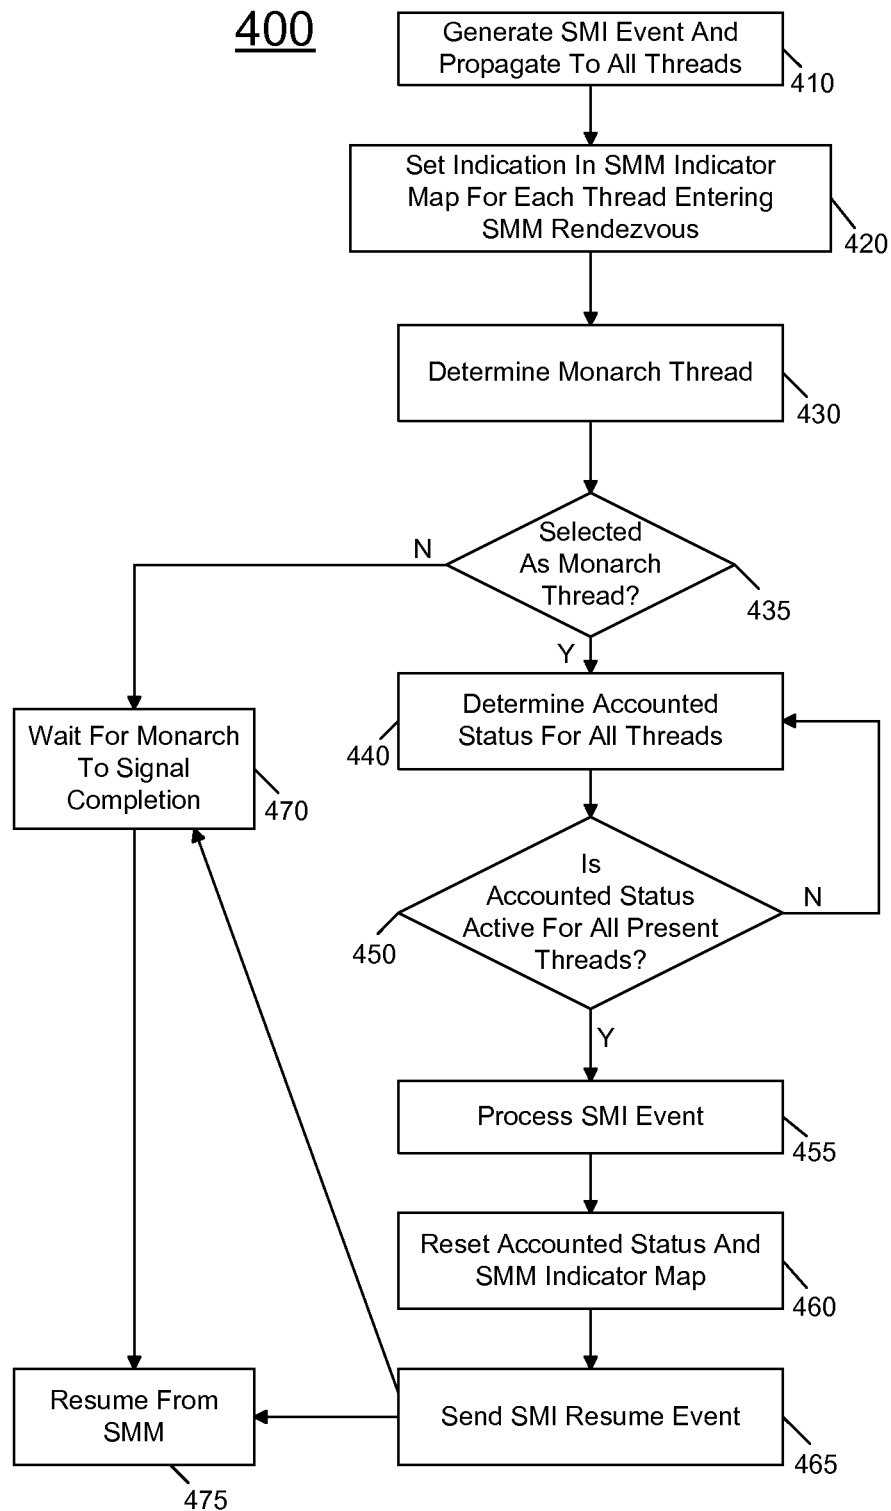 400
Generate SMI Event And
Propagate To All Threads
410
Set Indication In SMM Indicator
Map For Each Thread Entering
SMM Rendezvous
420
Determine Monarch Thread
430
Selected
As Monarch
Thread?
435
N
Y
Determine Accounted
Status For All Threads
440
Wait For Monarch
To Signal
Completion
470
Is
Accounted Status
Active For All Present
Threads?
450
N
Y
Process SMI Event
455
Reset Accounted Status And
SMM Indicator Map
460
Send SMI Resume Event
465
Resume From
SMM
475